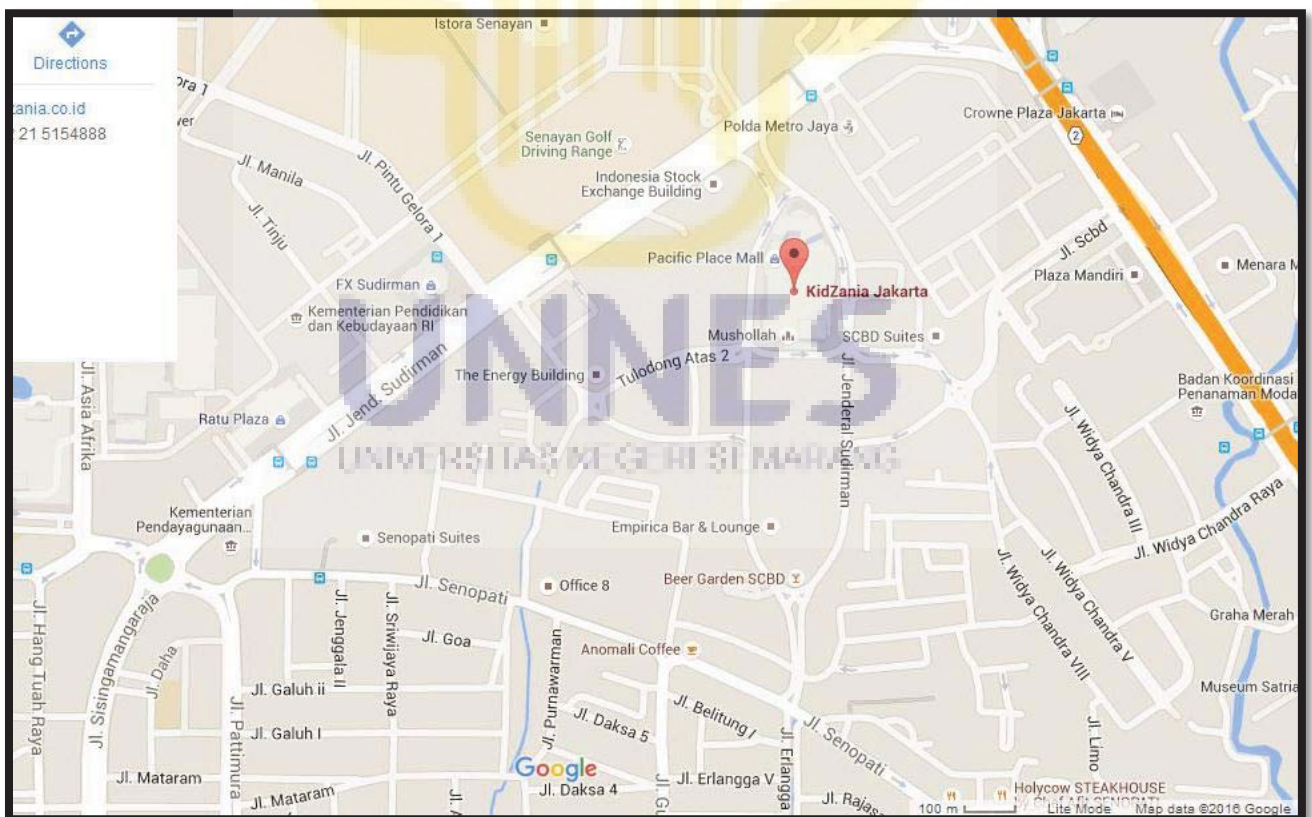 Istora Senayan
Directions
zania.co.id
21 5154888
ora 1
wer
Jl. Manila
Jl. Tinju
Jl. Pintu Gelora 1
Senayan Golf
Driving Range
Polda Metro Jaya
Crowne Plaza Jakarta
2
Indonesia Stock
Exchange Building
Pacific Place Mall
Jl. Scbd
Plaza Mandiri
Menara M
FX Sudirman
KidZania Jakarta
Kementerian Pendidikan
dan Kebudayaan RI
Mushollah
SCBD Suites
UNNES
UNIVERSITAS NEGERI SEMARANG
The Energy Building
Tulodong Atas 2
Jl. Jend. Sudirman
Jl. Jenderal Sudirman
Jl. Asia Afrika
Ratu Plaza
Badan Koordinasi
Penanaman Moda
Jl. Widya Chandra III
Jl. Widya Chandra Raya
Kementerian
Pendayagunaan...
Senopati Suites
Empirica Bar & Lounge
Jl. Widya Chandra V
Jl. Widya Chandra VIII
Jl. Senopati
Office 8
Beer Garden SCBD
Graha Merah
Jl. Hang Tuah Raya
Jl. Sisingamangaraja
Jl. Daha
Jl. Jenggala II
Jl. Sriwijaya Raya
Jl. Goa
Jl. Purnawarman
Anomali Coffee
Museum Satria
Jl. Galuh ii
Jl. Galuh I
Jl. Pattimura
Jl. Daksa 5
Jl. Belitung I
Jl. Erlangga
Jl. Senopati
Jl. Limo
Jl. Mataram
Jl. Mataram
Google
Jl. Daksa 4
Jl. Erlangga V
Jl. Gu
Jl. A
Jl. Rajas
Holycow STEAKHOUSE
100 m
Lite Mode
Map data ©2016 Google